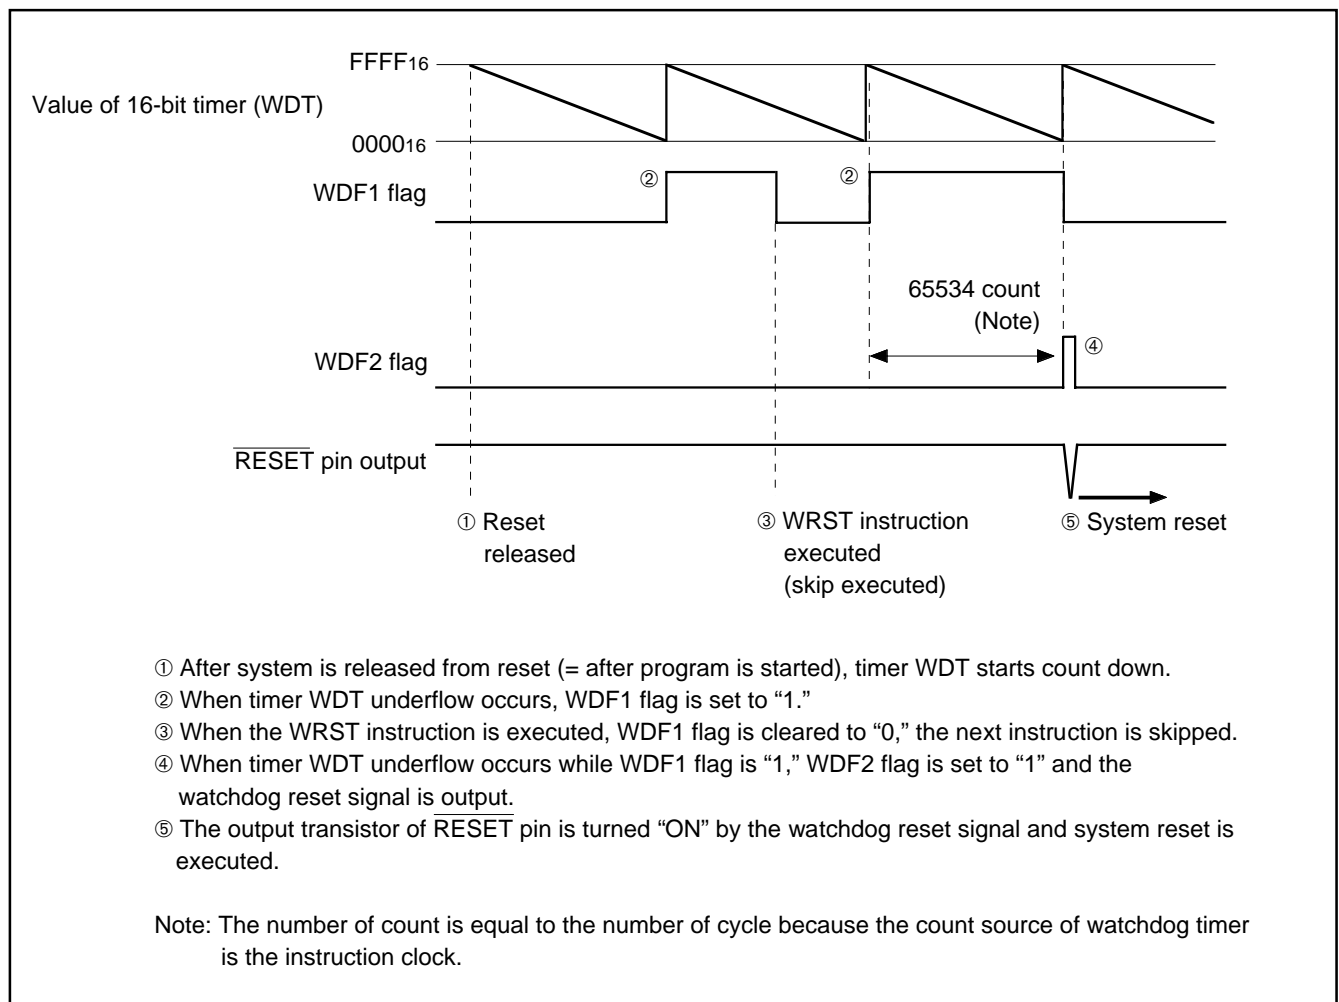 FFFF16
Value of 16-bit timer (WDT)
000016
② ②
WDF1 flag
65534 count
(Note)
④
WDF2 flag
RESET pin output
① Reset
released
③ WRST instruction
executed
(skip executed)
⑤ System reset
① After system is released from reset (= after program is started), timer WDT starts count down.
② When timer WDT underflow occurs, WDF1 flag is set to “1.”
③ When the WRST instruction is executed, WDF1 flag is cleared to “0,” the next instruction is skipped.
④ When timer WDT underflow occurs while WDF1 flag is “1,” WDF2 flag is set to “1” and the
watchdog reset signal is output.
⑤ The output transistor of RESET pin is turned “ON” by the watchdog reset signal and system reset is
executed.
Note: The number of count is equal to the number of cycle because the count source of watchdog timer
is the instruction clock.